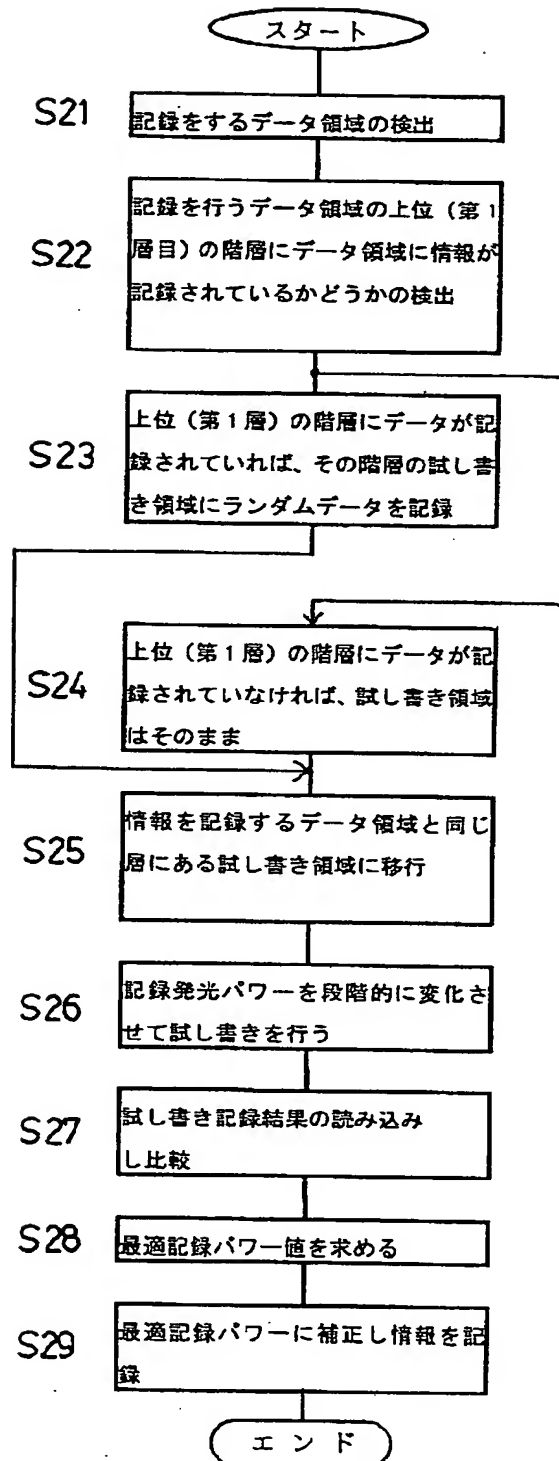 スタート
S21
記録をするデータ領域の検出
S22
記録を行うデータ領域の上位（第1
層目）の階層にデータ領域に情報が
記録されているかどうかの検出
S23
上位（第1層）の階層にデータが記
録されていれば、その階層の試し書
き領域にランダムデータを記録
S24
上位（第1層）の階層にデータが記
録されていなければ、試し書き領域
はそのまま
S25
情報を記録するデータ領域と同じ
層にある試し書き領域に移行
S26
記録発光パワーを段階的に変化さ
せて試し書きを行う
S27
試し書き記録結果の読み込み
し比較
S28
最適記録パワー値を求める
S29
最適記録パワーに補正し情報を記
録
エンド